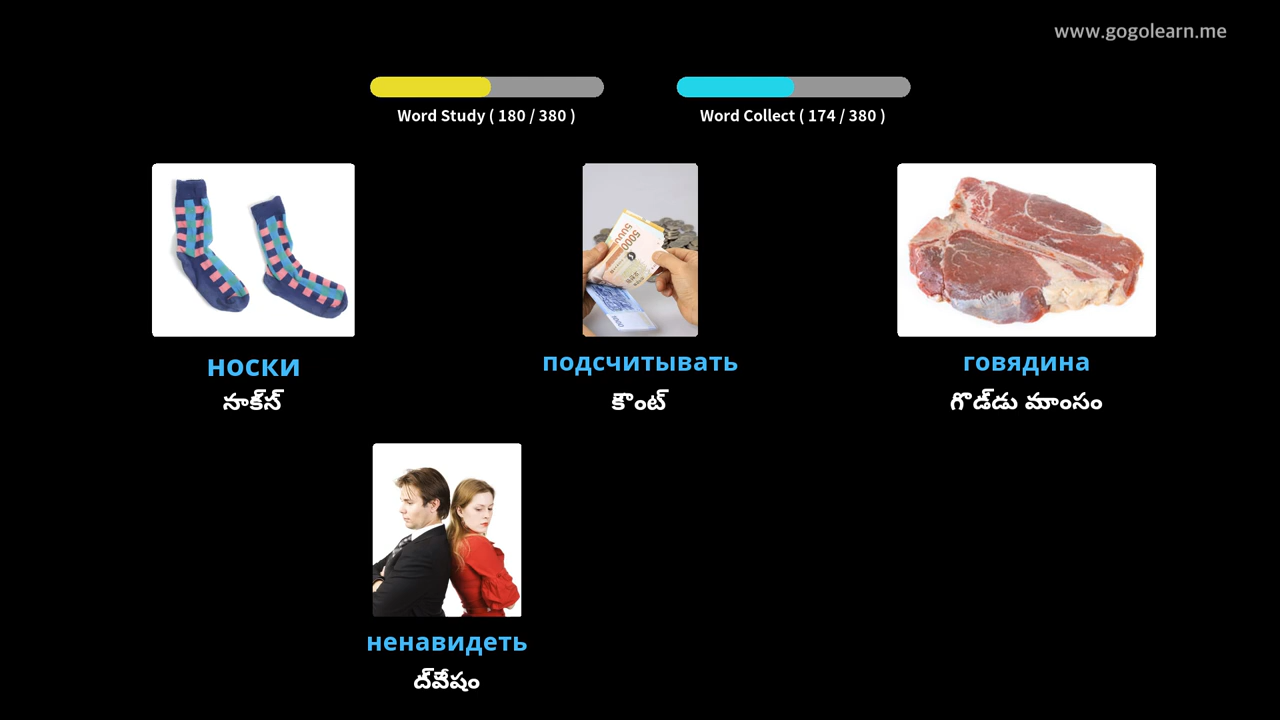 www.gogolearn.me
Word Study ( 180 / 380 )
Word Collect ( 174 / 380 )
носки
подсчитывать
говядина
నాక్‌స్
కౌంట్
గొడ్‌డు మాంసం
ненавидеть
ద్‌వేషం